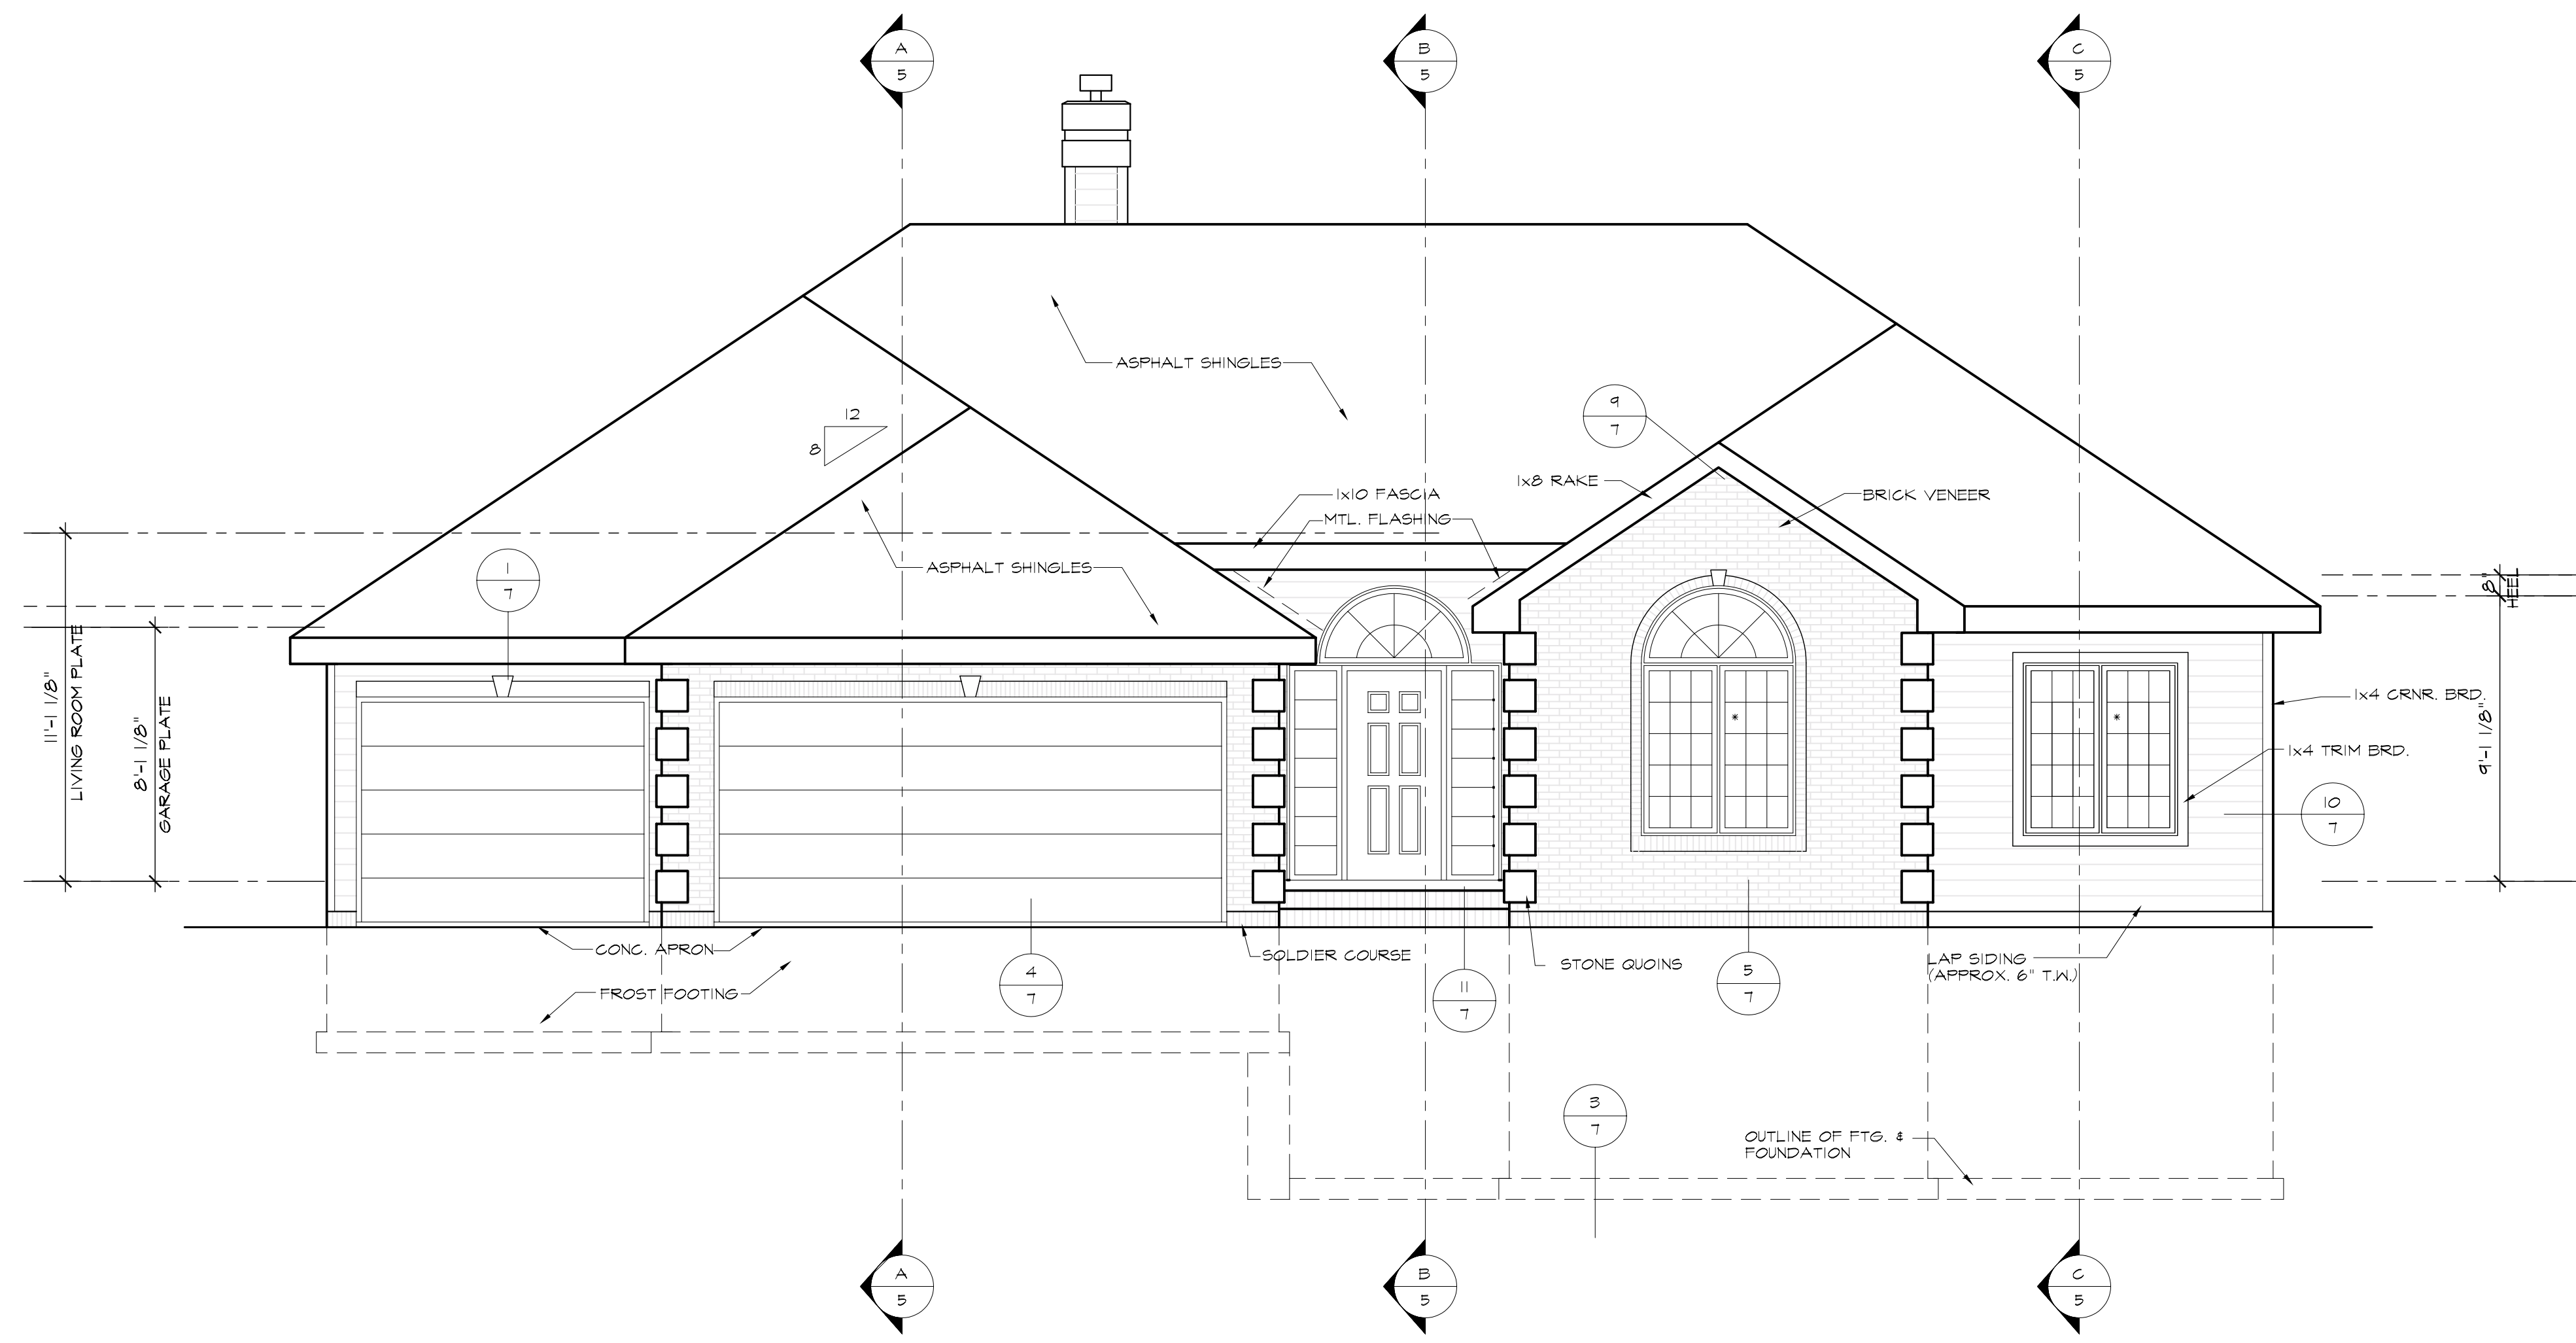 A
5
B
5
C
5
ASPHALT SHINGLES
12
8
9
7
1x8 RAKE
1x10 FASCIA
MTL. FLASHING
BRICK VENEER
ASPHALT SHINGLES
1
7
8"
HEEL
11'-1 1/8"
LIVING ROOM PLATE
8'-1 1/8"
GARAGE PLATE
9'-1 1/8"
1x4 CRNR. BRD.
1x4 TRIM BRD.
10
7
*
*
CONC. APRON
FROST FOOTING
4
7
SOLDIER COURSE
11
7
STONE QUOINS
5
7
LAP SIDING
(APPROX. 6" T.W.)
3
7
OUTLINE OF FTG. &
FOUNDATION
A
5
B
5
C
5